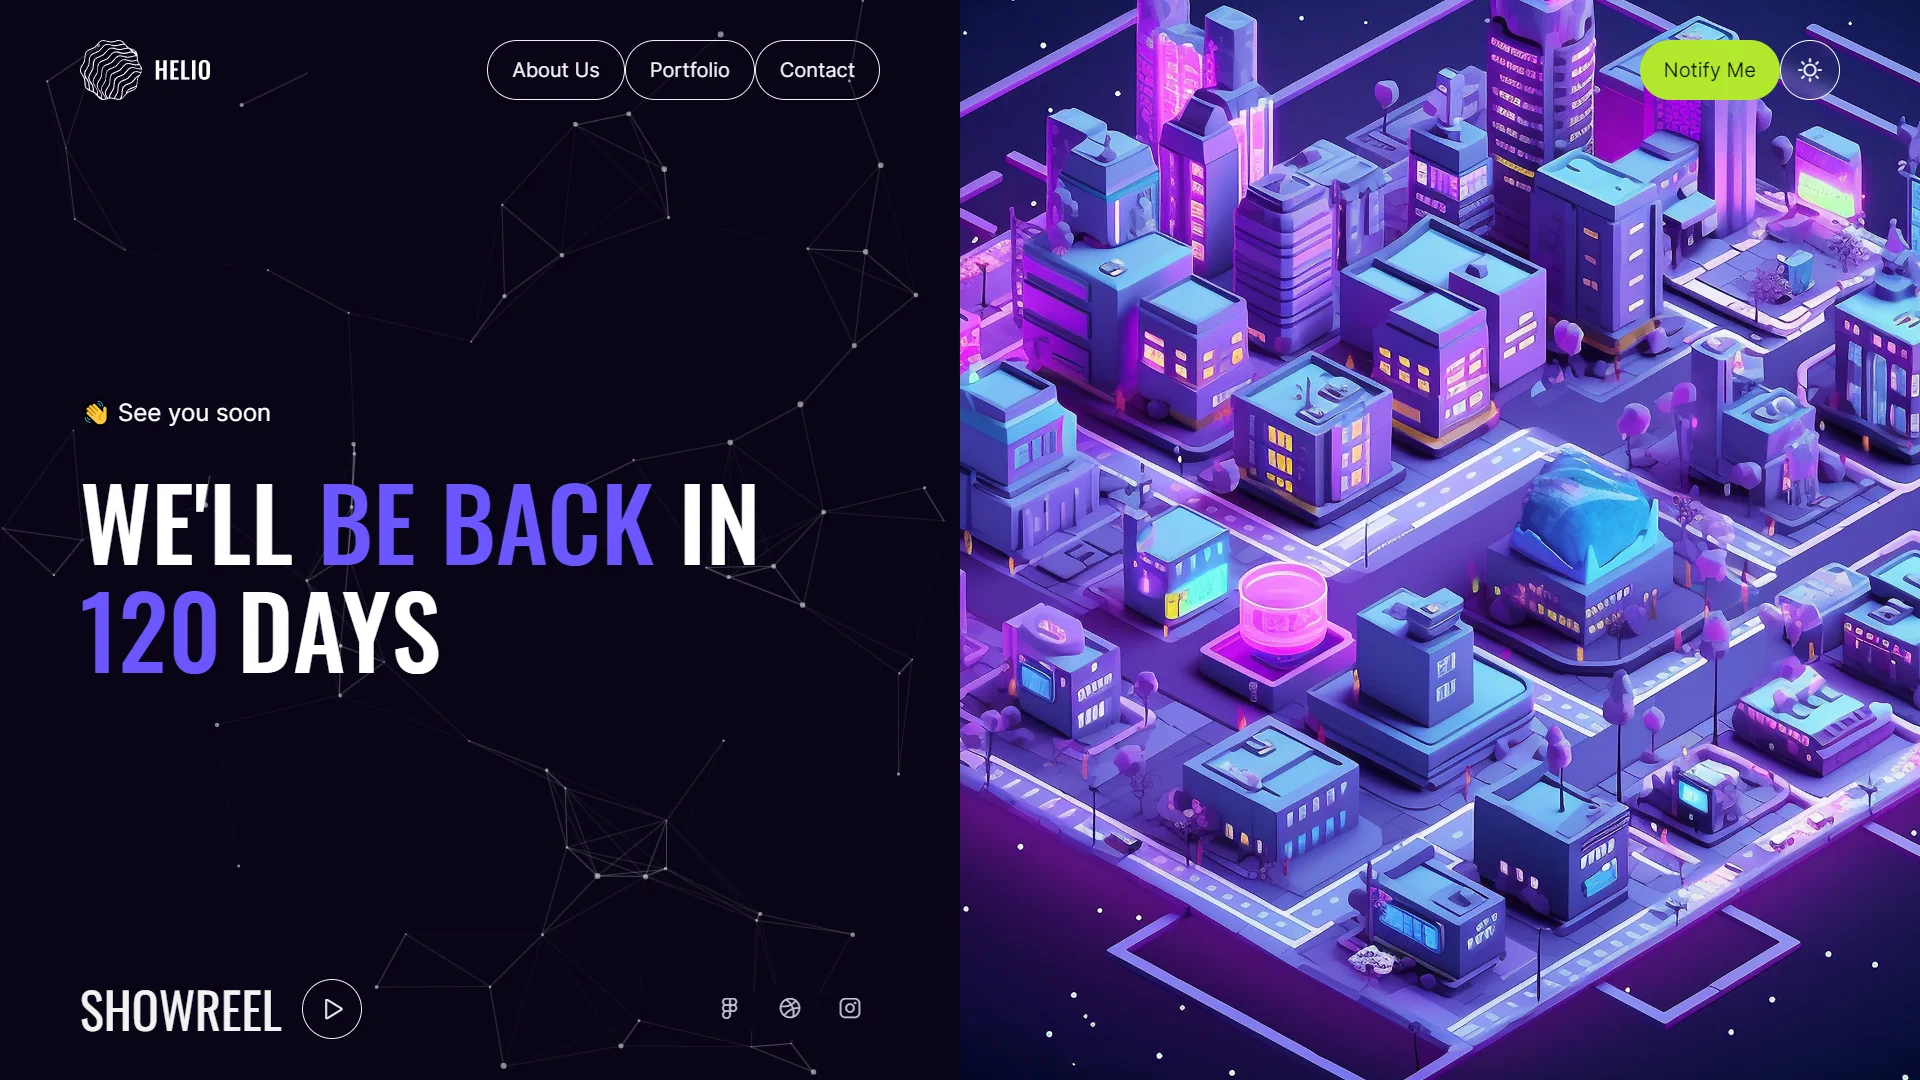 HELIO
About Us
Portfolio
Contact
Notify Me
👋 See you soon
WE'LL BE BACK IN
120 DAYS
SHOWREEL